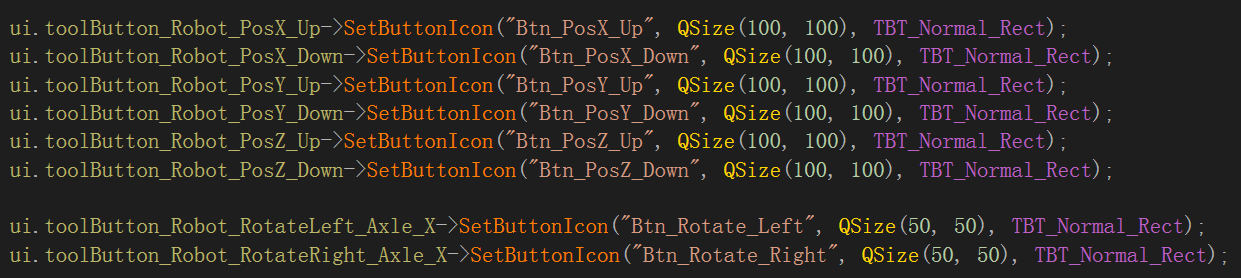 ui.toolButton_Robot_PosX_Up->SetButtonIcon("Btn_PosX_Up", QSize(100, 100), TBT_Normal_Rect);
ui.toolButton_Robot_PosX_Down->SetButtonIcon("Btn_PosX_Down", QSize(100, 100), TBT_Normal_Rect);
ui.toolButton_Robot_PosY_Up->SetButtonIcon("Btn_PosY_Up", QSize(100, 100), TBT_Normal_Rect);
ui.toolButton_Robot_PosY_Down->SetButtonIcon("Btn_PosY_Down", QSize(100, 100), TBT_Normal_Rect);
ui.toolButton_Robot_PosZ_Up->SetButtonIcon("Btn_PosZ_Up", QSize(100, 100), TBT_Normal_Rect);
ui.toolButton_Robot_PosZ_Down->SetButtonIcon("Btn_PosZ_Down", QSize(100, 100), TBT_Normal_Rect);
ui.toolButton_Robot_RotateLeft_Axle_X->SetButtonIcon("Btn_Rotate_Left", QSize(50, 50), TBT_Normal_Rect);
ui.toolButton_Robot_RotateRight_Axle_X->SetButtonIcon("Btn_Rotate_Right", QSize(50, 50), TBT_Normal_Rect);